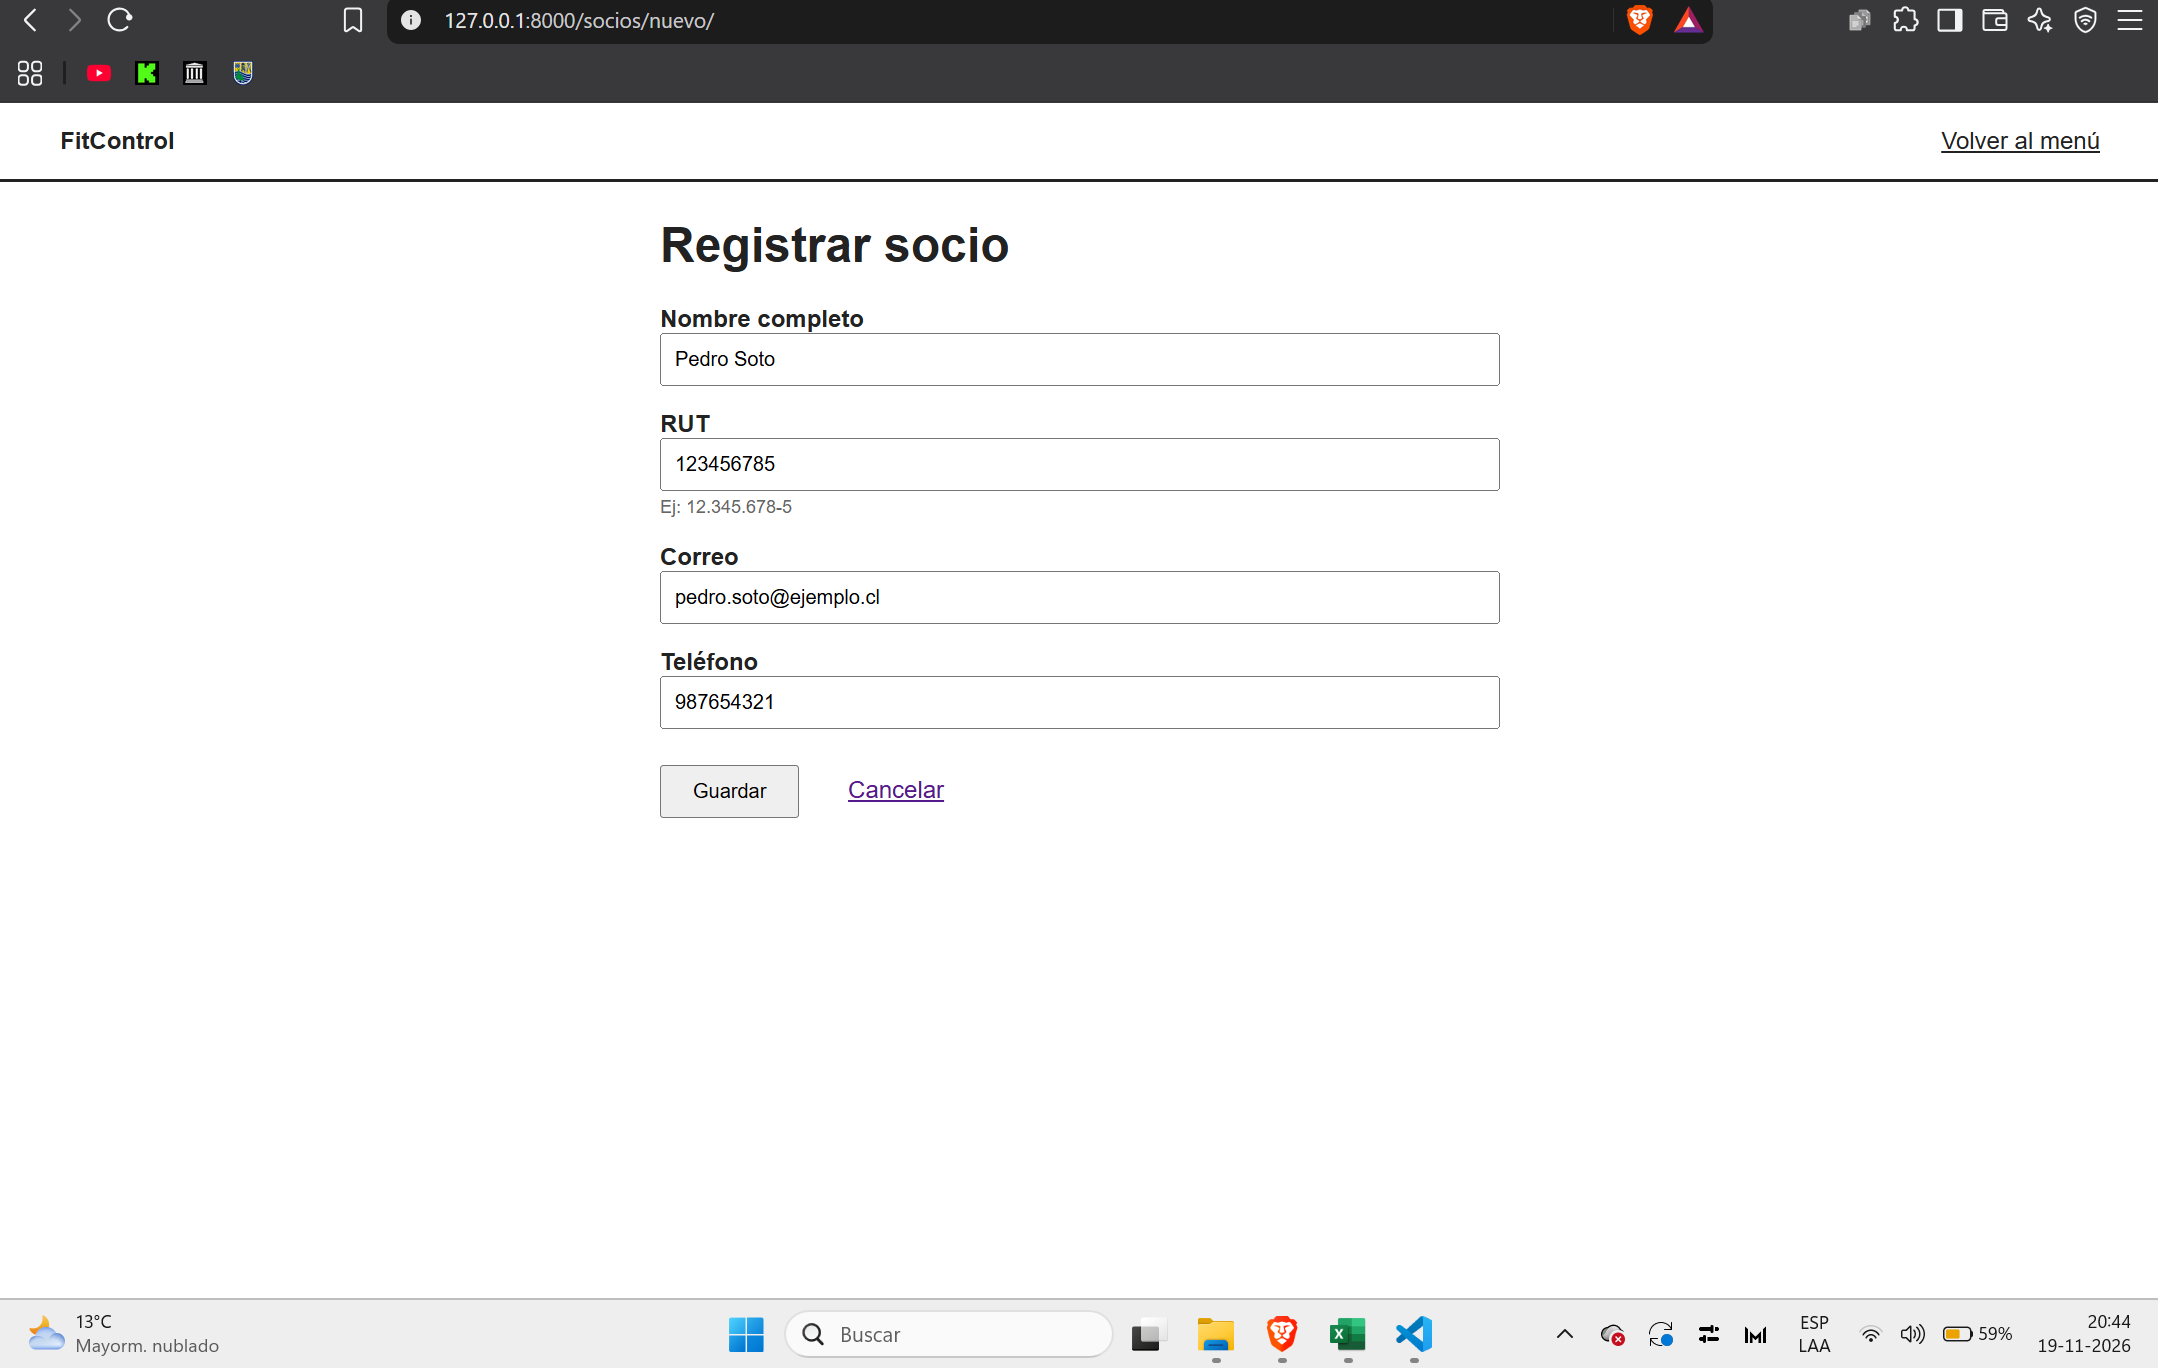 127.0.0.1:8000/socios/nuevo/
FitControl
Volver al menú
Registrar socio
Nombre completo
Pedro Soto
RUT
123456785
Ej: 12.345.678-5
Correo
pedro.soto@ejemplo.cl
Teléfono
987654321
Guardar
Cancelar
13°C
Mayorm. nublado
Buscar
ESP
LAA
59%
20:44
19-11-2026